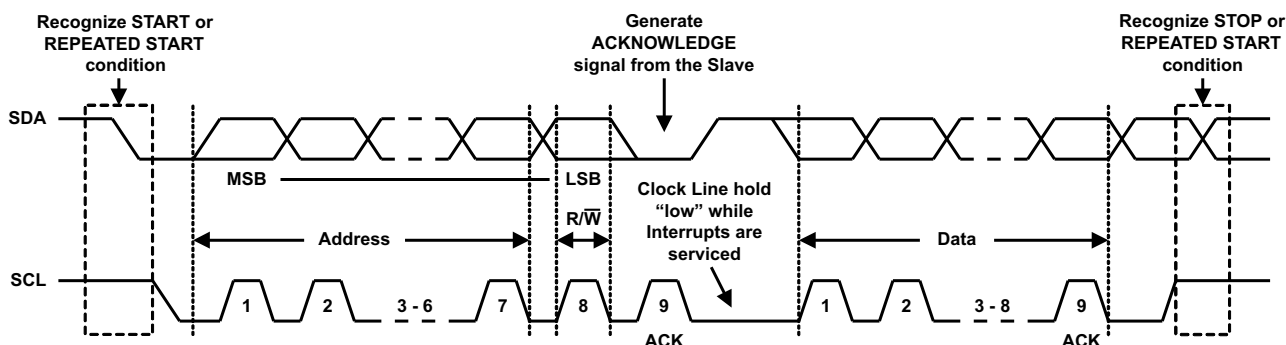 Recognize START or
REPEATED START
condition
Generate
ACKNOWLEDGE
signal from the Slave
Recognize STOP or
REPEATED START
condition
SDA
MSB
LSB
R/W̅
Clock Line hold
“low” while
Interrupts are
serviced
Address
Data
SCL
1
2
3 - 6
7
8
9
1
2
3 - 8
9
ACK
ACK